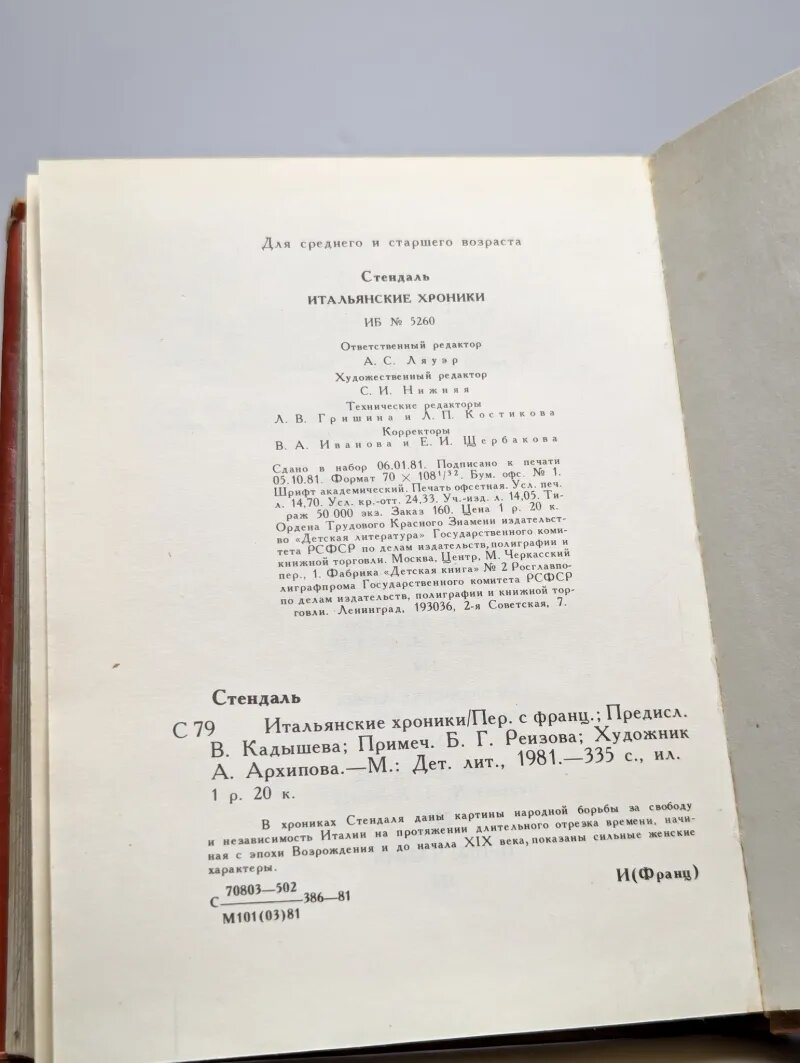 Для среднего и старшего возраста
Стендаль
ИТАЛЬЯНСКИЕ ХРОНИКИ
ИБ № 5260
Ответственный редактор
А. С. Ляуэр
Художественный редактор
С. И. Нижняя
Технические редакторы
Л. В. Гришина и Л. П. Костикова
Корректоры
В. А. Иванова и Е. И. Щербакова
Сдано в набор 06.01.81. Подписано к печати
05.10.81. Формат 70 × 108¹/³². Бум. офс. № 1.
Шрифт академический. Печать офсетная. Усл. печ.
л. 14,70. Усл. кр.-отт. 24,33. Уч.-изд. л. 14,05. Ти-
раж 50 000 экз. Заказ 160. Цена 1 р. 20 к.
Ордена Трудового Красного Знамени издательст-
во «Детская литература» Государственного коми-
тета РСФСР по делам издательств, полиграфии и
книжной торговли. Москва, Центр, М. Черкасский
пер., 1. Фабрика «Детская книга» № 2 Росглавпо-
лиграфпрома Государственного комитета РСФСР
по делам издательств, полиграфии и книжной тор-
говли. Ленинград, 193036, 2-я Советская, 7.
Стендаль
С 79 Итальянские хроники/Пер. с франц.; Предисл.
В. Кадышева; Примеч. Б. Г. Реизова; Художник
А. Архипова.—М.: Дет. лит., 1981.—335 с., ил.
1 р. 20 к.
В хрониках Стендаля даны картины народной борьбы за свободу
и независимость Италии на протяжении длительного отрезка времени, начи-
ная с эпохи Возрождения и до начала XIX века, показаны сильные женские
характеры.
70803—502
С———386—81
М101(03)81
И(Франц)